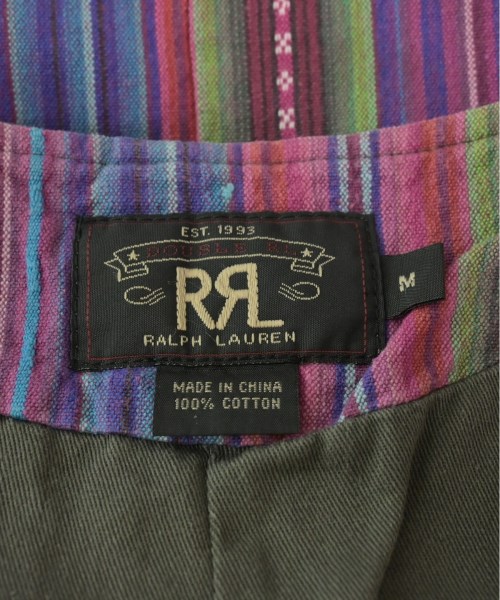 EST. 1993
RRL
RALPH LAUREN
M
MADE IN CHINA
100% COTTON